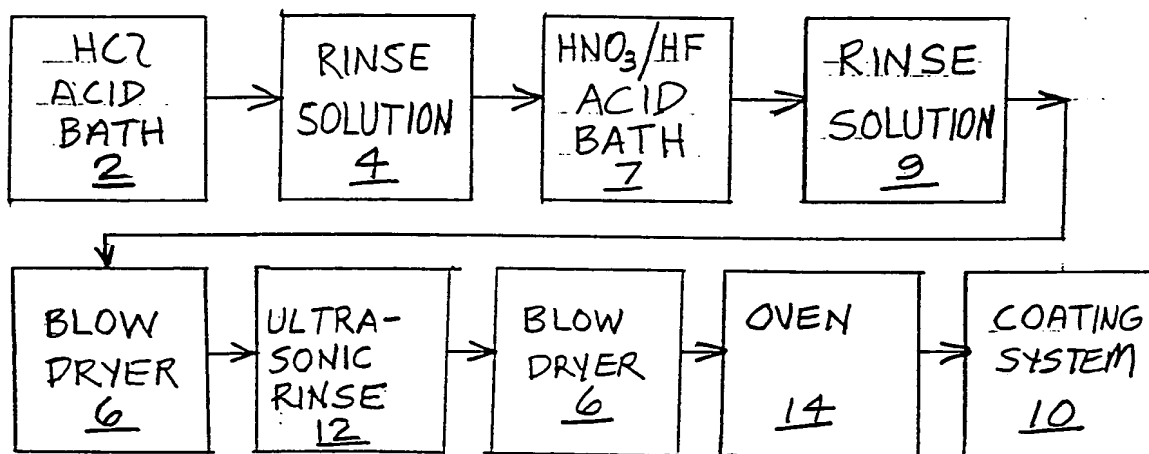 HCl
ACID
BATH
2
RINSE
SOLUTION
4
HNO₃/HF
ACID
BATH
7
RINSE
SOLUTION
9
BLOW
DRYER
6
ULTRA-
SONIC
RINSE
12
BLOW
DRYER
6
OVEN
14
COATING
SYSTEM
10